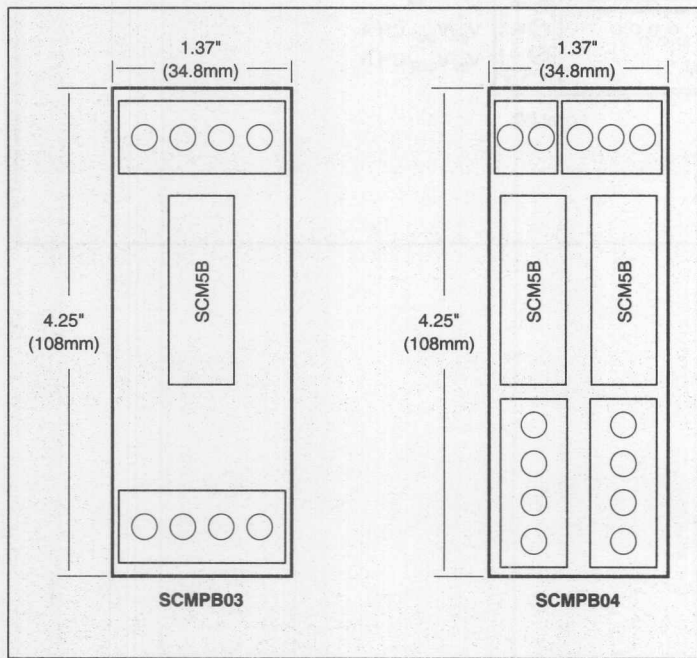 1.37"
(34.8mm)
4.25"
(108mm)
SCM5B
SCMPB03
1.37"
(34.8mm)
4.25"
(108mm)
SCM5B
SCM5B
SCMPB04